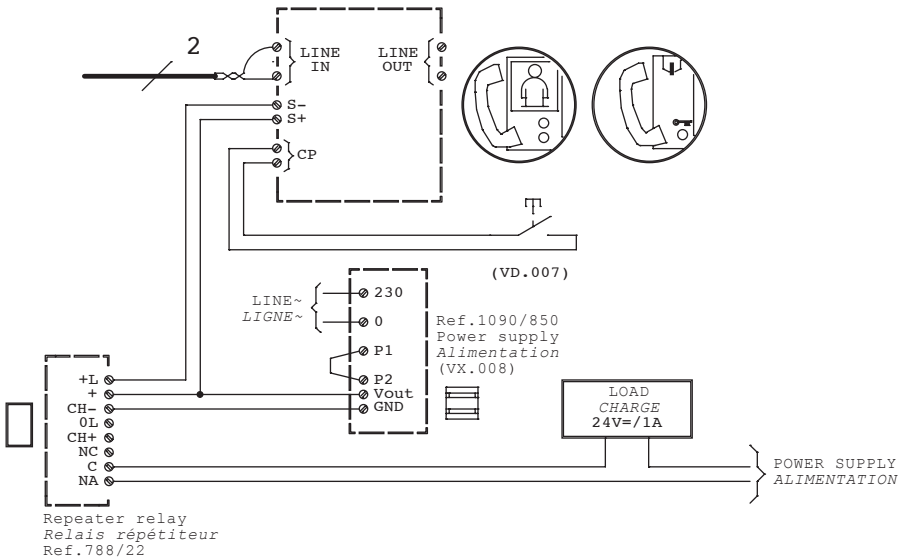 2
LINE IN
LINE OUT
S-
S+
CP
(VD.007)
LINE~
LIGNE~
230
0
P1
P2
Vout
GND
Ref.1090/850
Power supply
Alimentation
(VX.008)
+L
+
CH-
0L
CH+
NC
C
NA
LOAD
CHARGE
24V=/1A
POWER SUPPLY
ALIMENTATION
Repeater relay
Relais répétiteur
Ref.788/22